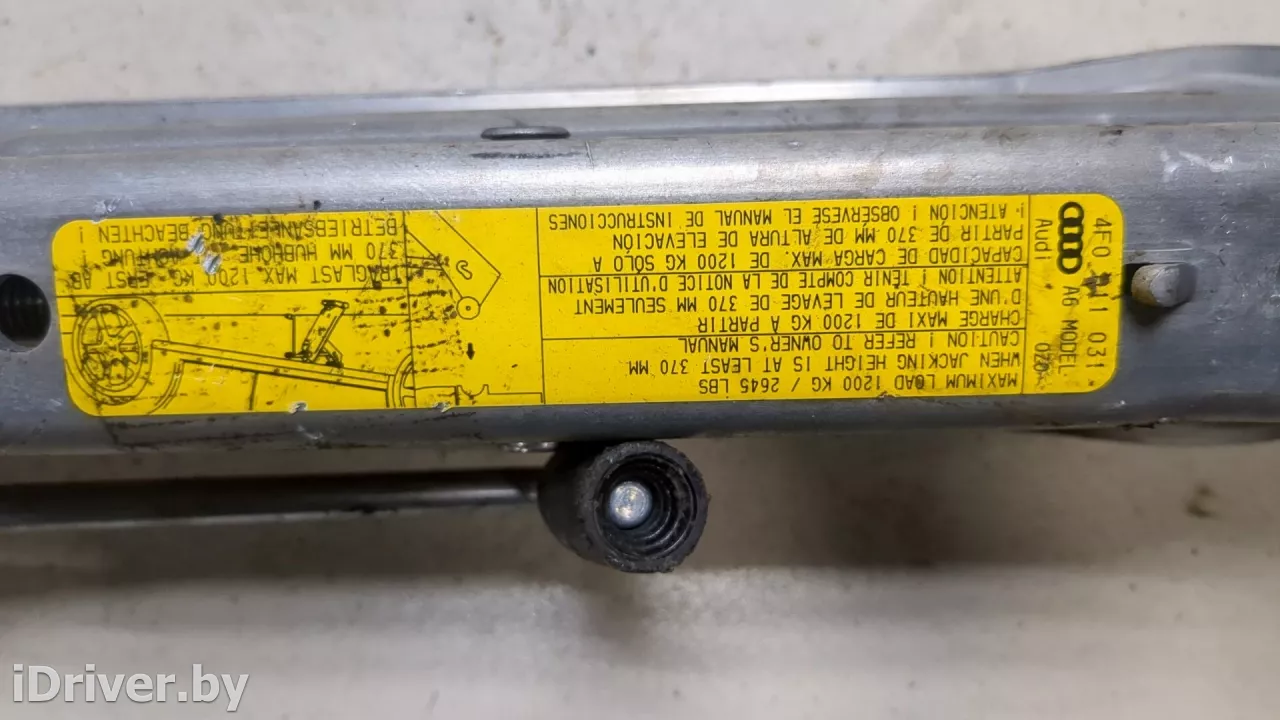 TRAGLAST MAX 1200 KG ERST AB
370 MM HUBHÖHE ACHTUNG !
BETRIEBSANLEITUNG BEACHTEN !
MAXIMUM LOAD 1200 KG / 2645 LBS
WHEN JACKING HEIGHT IS AT LEAST 370 MM
CAUTION ! REFER TO OWNER'S MANUAL
CHARGE MAXI DE 1200 KG A PARTIR
D'UNE HAUTEUR DE LEVAGE DE 370 MM SEULEMENT
ATTENTION ! TENIR COMPTE DE LA NOTICE D'UTILISATION
CAPACIDAD DE CARGA MAX. DE 1200 KG SÓLO A
PARTIR DE 370 MM DE ALTURA DE ELEVACIÓN
¡ ATENCIÓN ! OBSERVESE EL MANUAL DE INSTRUCCIONES
4F0 031
A6 MODEL
Audi
iDriver.by